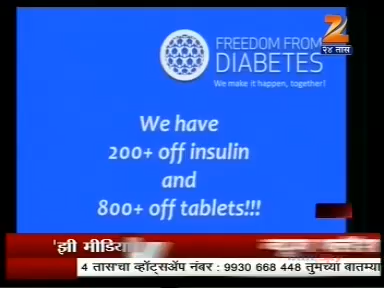 २४ तास
FREEDOM FROM
DIABETES
We make it happen, together!
We have
200+ off insulin
and
800+ off tablets!!!
'झी मीडिया
4 तास'चा व्हॉट्सॲप नंबर : 9930 668 448 तुमच्या बातम्या